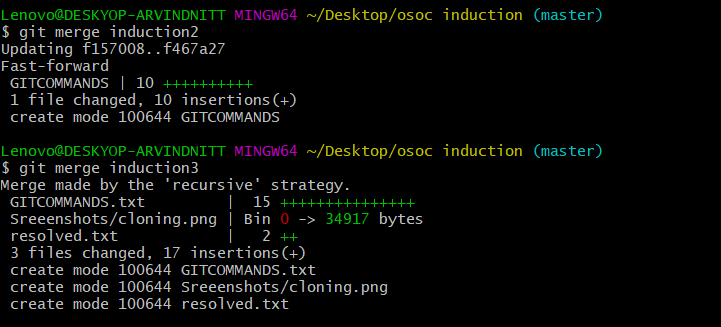 Lenovo@DESKYOP-ARVINDNITT MINGW64 ~/Desktop/osoc induction (master)
$ git merge induction2
Updating f157008..f467a27
Fast-forward
 GITCOMMANDS | 10 ++++++++++
 1 file changed, 10 insertions(+)
 create mode 100644 GITCOMMANDS
Lenovo@DESKYOP-ARVINDNITT MINGW64 ~/Desktop/osoc induction (master)
$ git merge induction3
Merge made by the 'recursive' strategy.
 GITCOMMANDS.txt         |  15 +++++++++++++++
 Sreeenshots/cloning.png | Bin 0 -> 34917 bytes
 resolved.txt            |   2 ++
 3 files changed, 17 insertions(+)
 create mode 100644 GITCOMMANDS.txt
 create mode 100644 Sreeenshots/cloning.png
 create mode 100644 resolved.txt